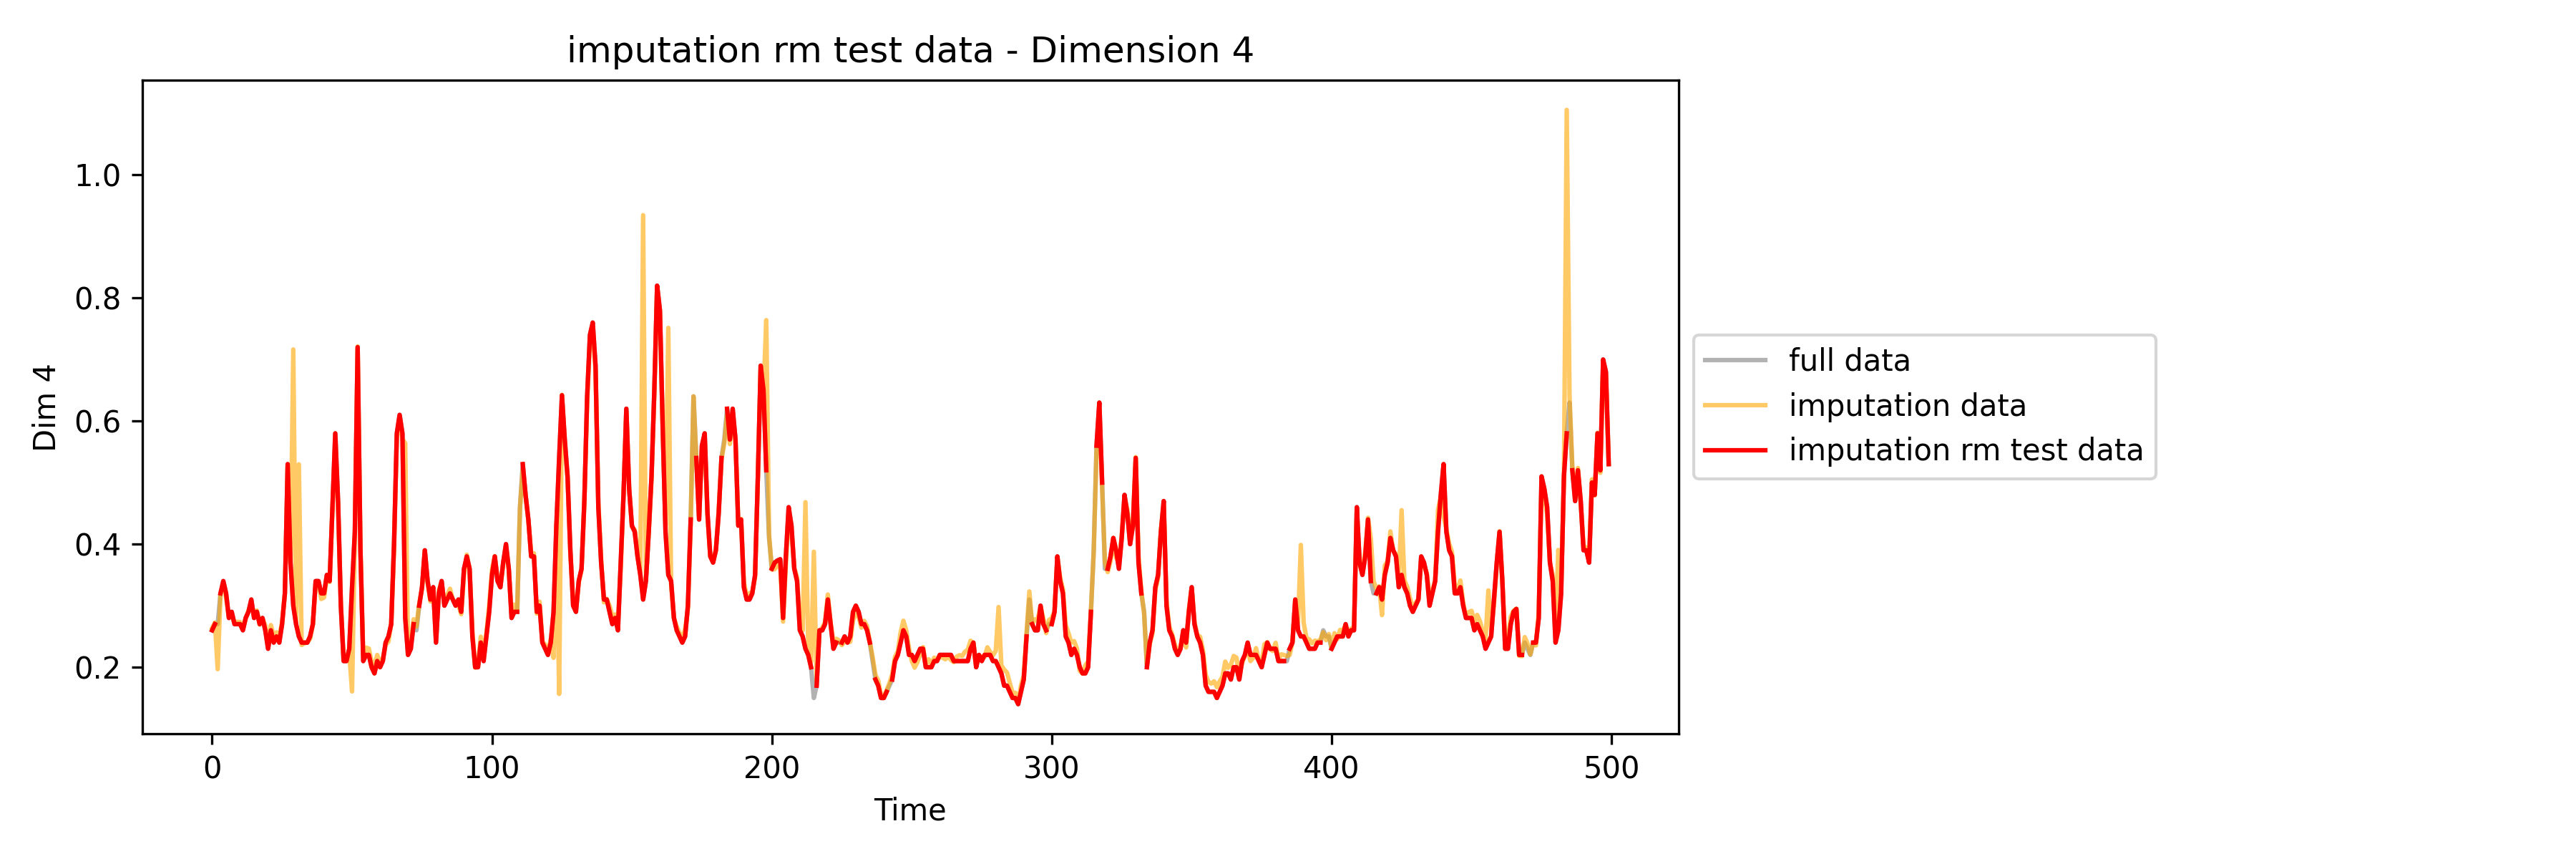 imputation rm test data - Dimension 4
1.0
0.8
0.6
0.4
0.2
Dim 4
0 100 200 300 400 500
Time
full data
imputation data
imputation rm test data